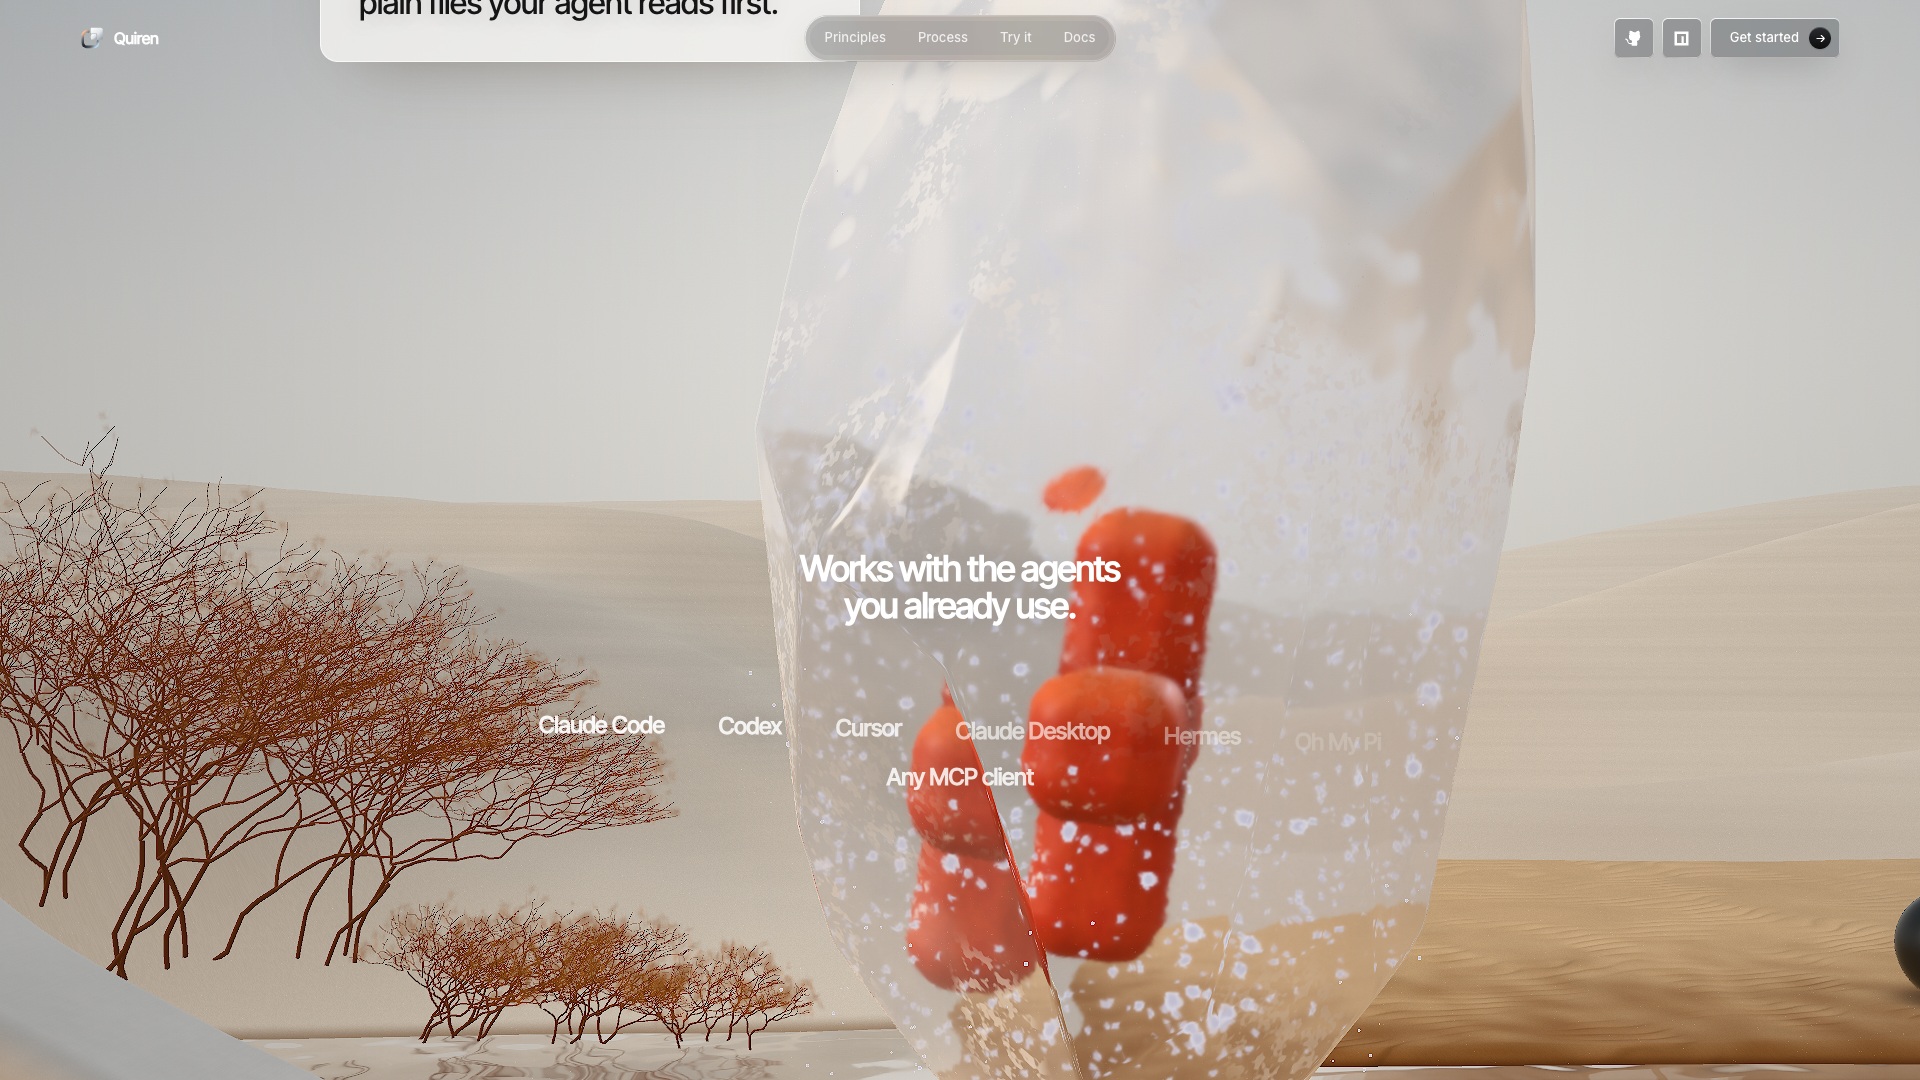 plain files your agent reads first.
Quiren
Principles
Process
Try it
Docs
Get started
Works with the agents
you already use.
Claude Code
Codex
Cursor
Claude Desktop
Hermes
Oh My Pi
Any MCP client